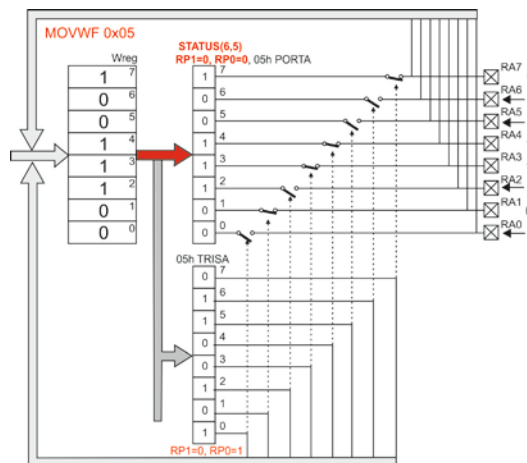 MOVWF 0x05
Wreg
1 7
0 6
0 5
1 4
1 3
1 2
0 1
0 0
STATUS(6,5)
RP1=0, RP0=0, 05h PORTA
1 7
0 6
0 5
1 4
1 3
1 2
0 1
0 0
RA7
RA6
RA5
RA4
RA3
RA2
RA1
RA0
05h TRISA
0 7
1 6
1 5
0 4
0 3
1 2
0 1
1 0
RP1=0, RP0=1